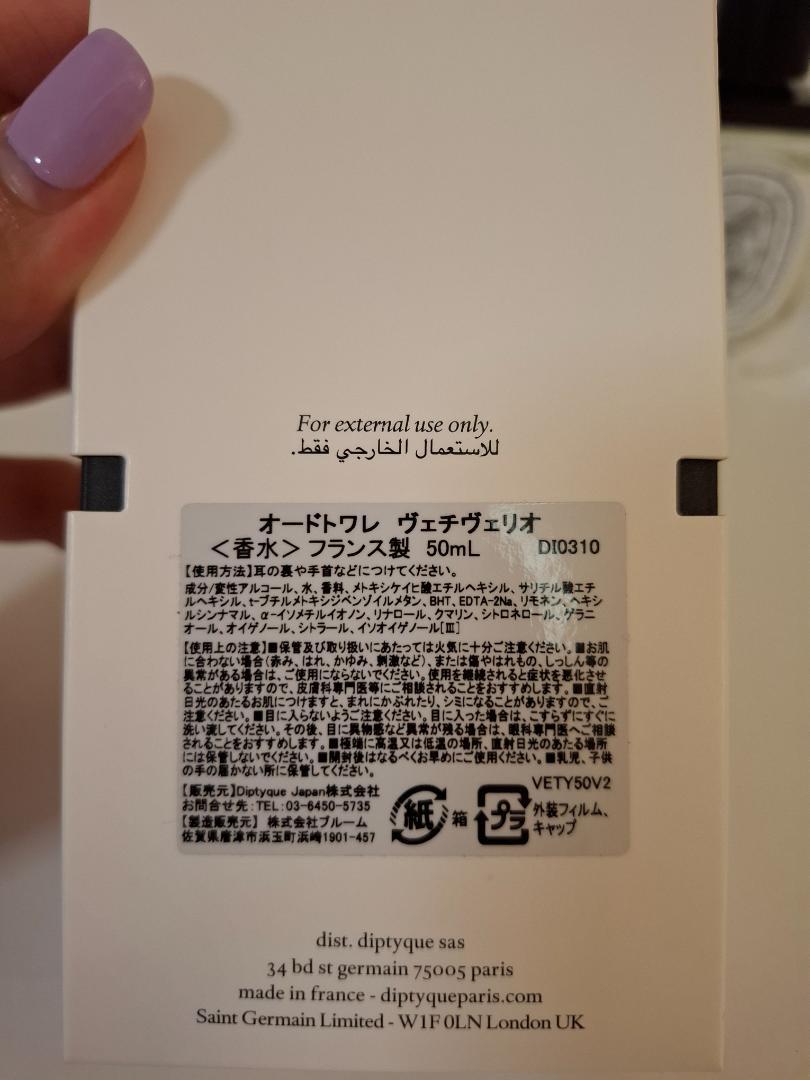 For external use only.
للاستعمال الخارجي فقط.
オードトワレ ヴェチヴェリオ
＜香水＞フランス製 50mL DI0310
【使用方法】耳の裏や手首などにつけてください。
成分/変性アルコール、水、香料、メトキシケイヒ酸エチルヘキシル、サリチル酸エチ
ルヘキシル、t-ブチルメトキシジベンゾイルメタン、BHT、EDTA-2Na、リモネン、ヘキシ
ルシンナマル、α-イソメチルイオノン、リナロール、クマリン、シトロネロール、ゲラニ
オール、オイゲノール、シトラール、イソオイゲノール[Ⅲ]
【使用上の注意】■保管及び取り扱いにあたっては火気に十分ご注意ください。■お肌
に合わない場合(赤み、はれ、かゆみ、刺激など)、または傷やはれもの、しっしん等の
異常がある場合は、ご使用にならないでください。使用を継続されると症状を悪化させ
ることがありますので、皮膚科専門医等にご相談されることをおすすめします。■直射
日光のあたるお肌につけますと、まれにかぶれたり、シミになることがありますので、ご
注意ください。■目に入らないようご注意ください。目に入った場合は、こすらずにすぐに
洗い流してください。その後、目に異物感など異常が残る場合は、眼科専門医へご相談
されることをおすすめします。■極端に高温又は低温の場所、直射日光のあたる場所
には保管しないでください。■開封後はなるべくお早めにご使用ください。■乳児、子供
の手の届かない所に保管してください。
VETY50V2
【販売元】Diptyque Japan株式会社
お問合せ先：TEL：03-6450-5735
【製造販売元】 株式会社ブルーム
佐賀県唐津市浜玉町浜崎1901-457
紙 箱
プラ 外装フィルム、
キャップ
dist. diptyque sas
34 bd st germain 75005 paris
made in france - diptyqueparis.com
Saint Germain Limited - W1F 0LN London UK